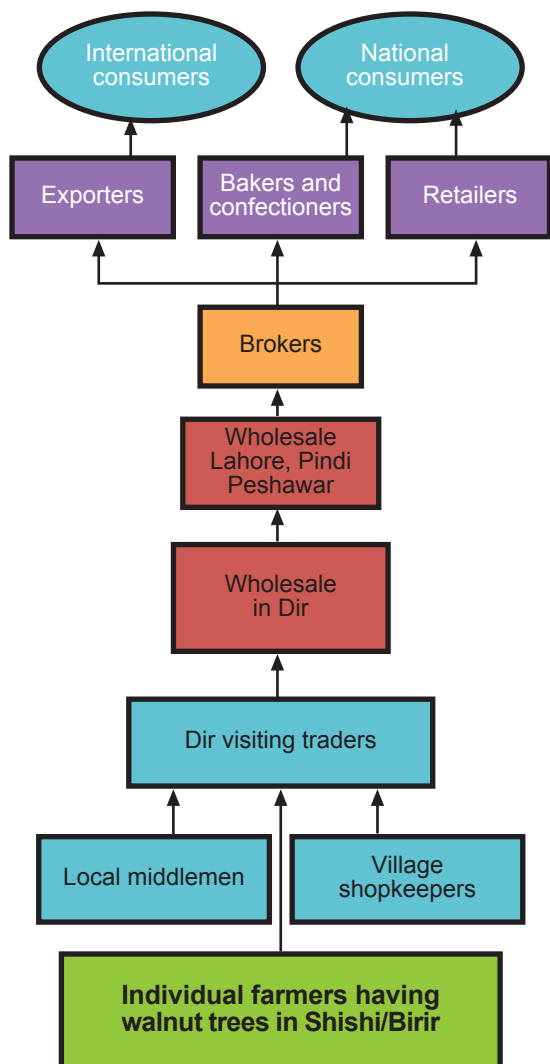 International
consumers
National
consumers
Exporters
Bakers and
confectioners
Retailers
Brokers
Wholesale
Lahore, Pindi
Peshawar
Wholesale
in Dir
Dir visiting traders
Local middlemen
Village
shopkeepers
Individual farmers having
walnut trees in Shishi/Birir